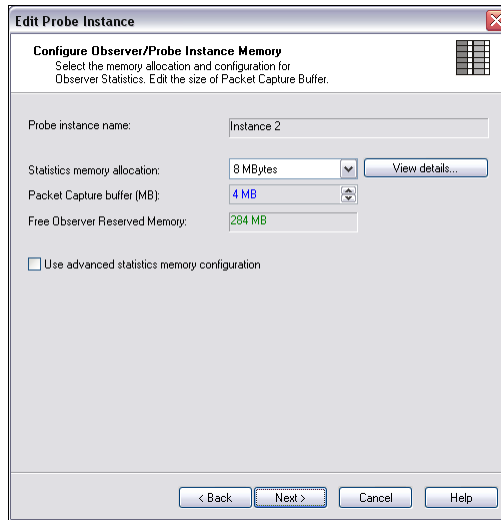 Edit Probe Instance
Configure Observer/Probe Instance Memory
Select the memory allocation and configuration for
Observer Statistics. Edit the size of Packet Capture Buffer.
Probe instance name:
Instance 2
Statistics memory allocation:
8 MBytes
View details...
Packet Capture buffer (MB):
4 MB
Free Observer Reserved Memory:
284 MB
Use advanced statistics memory configuration
< Back
Next >
Cancel
Help